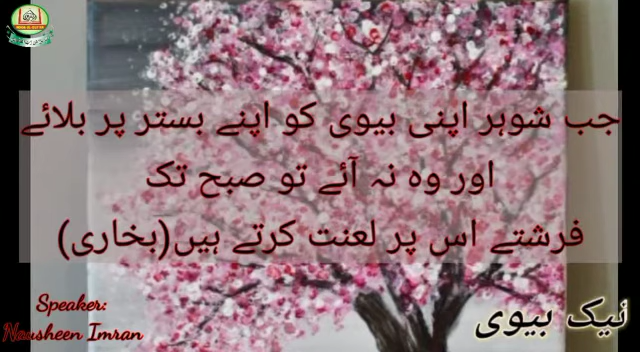 جب شوہر اپنی بیوی کو اپنے بستر پر بلائے
اور وہ نہ آئے تو صبح تک
فرشتے اس پر لعنت کرتے ہیں(بخاری)
نیک بیوی
Speaker:
Nausheen Imran